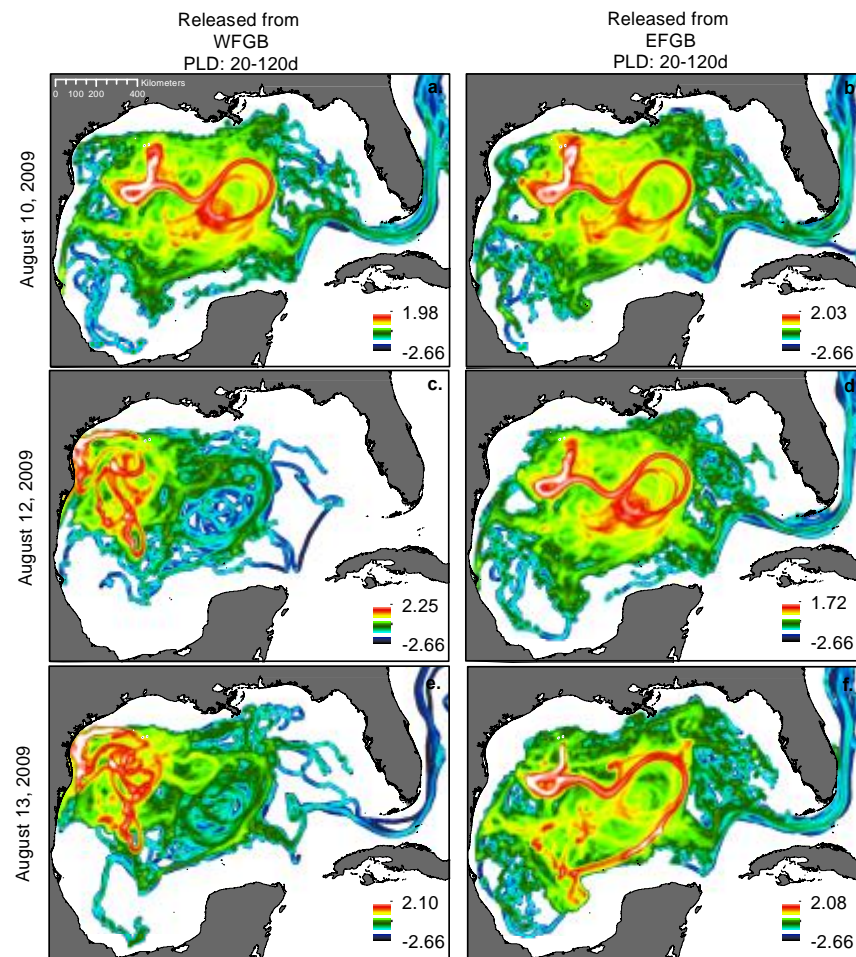 Released from
WFGB
PLD: 20-120d
Released from
EFGB
PLD: 20-120d
August 10, 2009
Kilometers
0 100 200 400
a.
1.98
-2.66
b.
2.03
-2.66
August 12, 2009
c.
2.25
-2.66
d.
1.72
-2.66
August 13, 2009
e.
2.10
-2.66
f.
2.08
-2.66